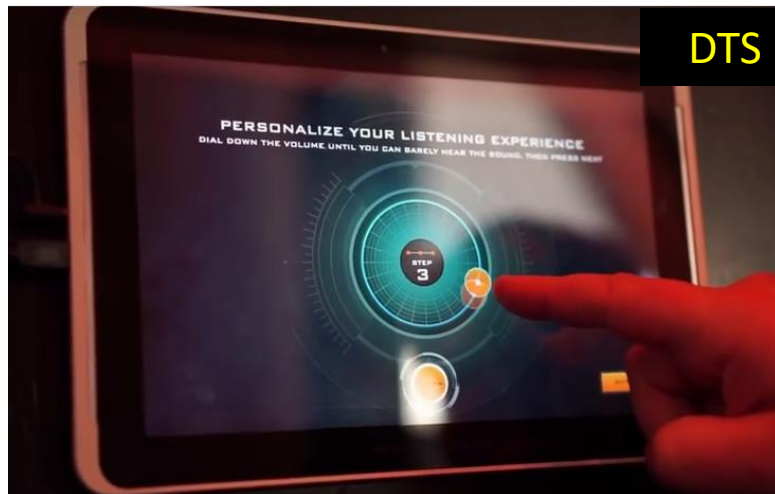 DTS
PERSONALIZE YOUR LISTENING EXPERIENCE
DIAL DOWN THE VOLUME UNTIL YOU CAN BARELY HEAR THE SOUND. THEN PRESS NEXT
STEP
3